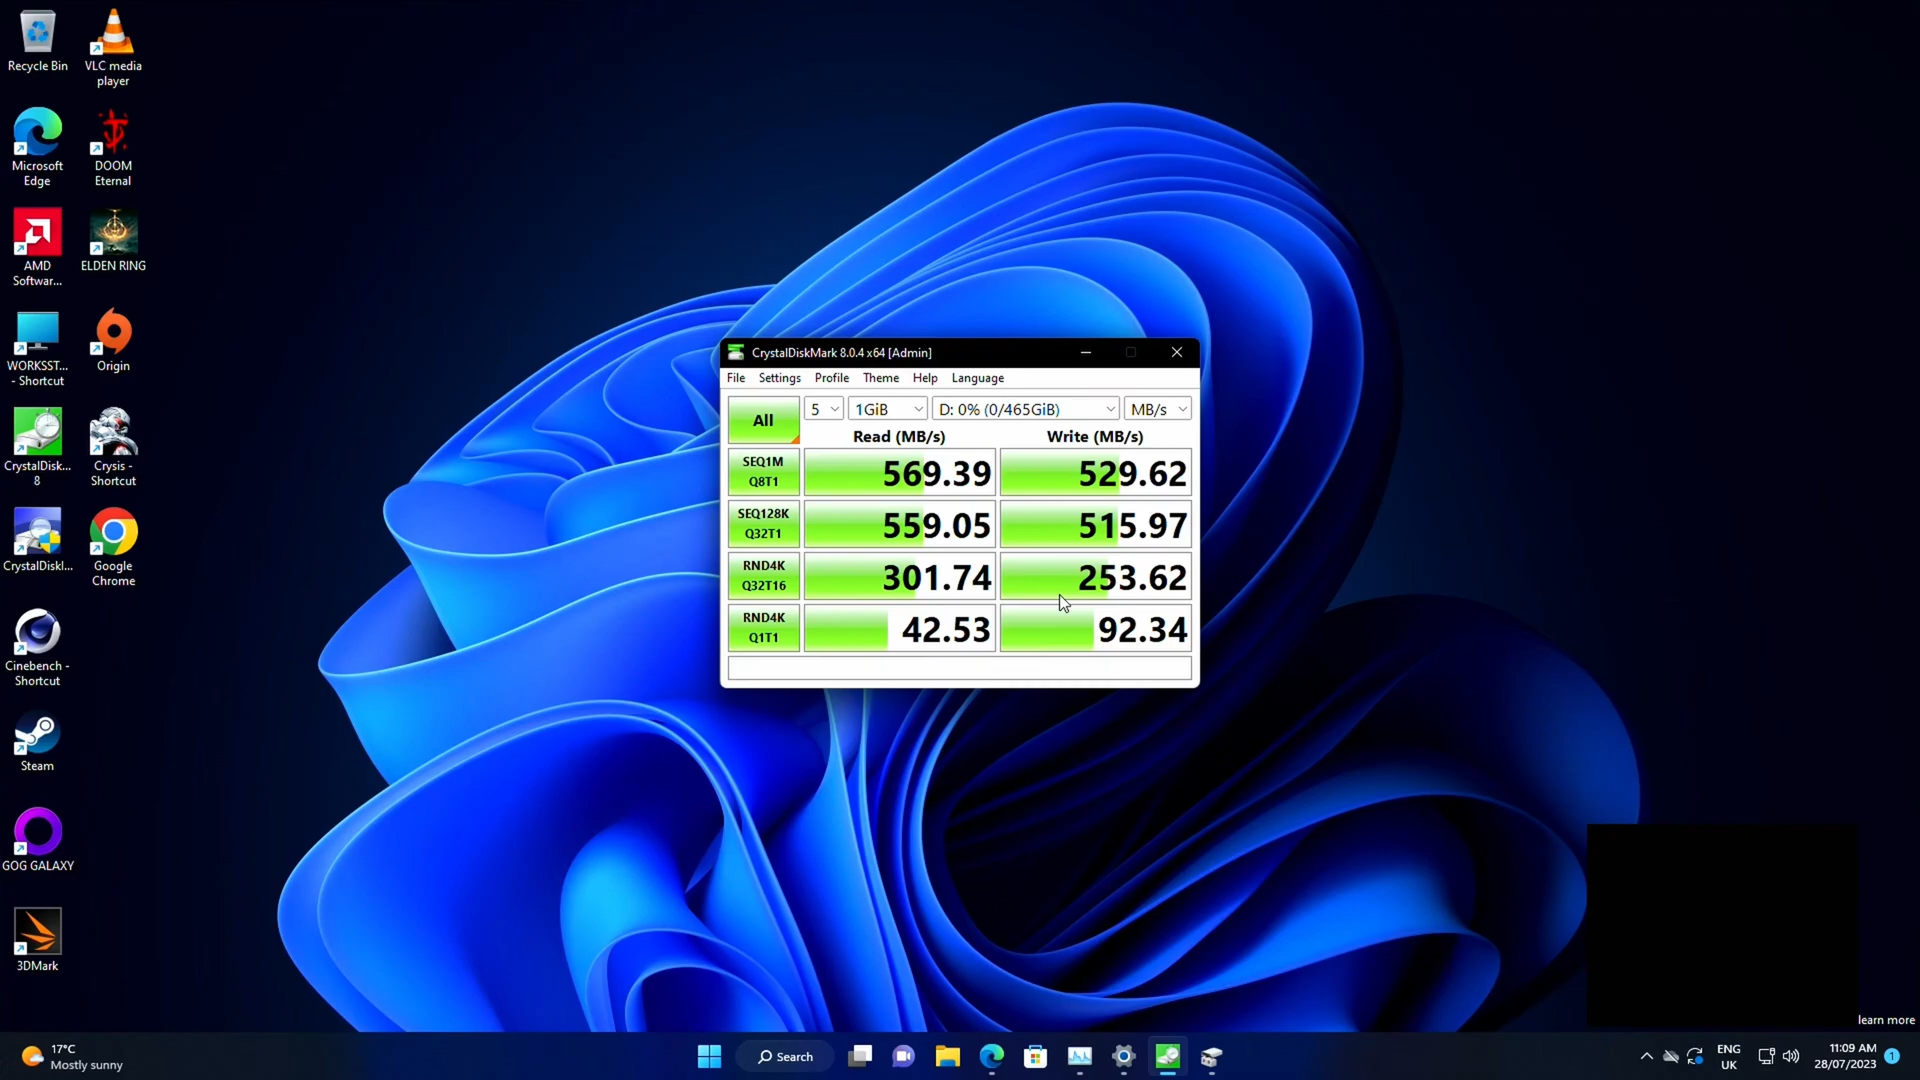 Recycle Bin
VLC media
player
Microsoft
Edge
DOOM
Eternal
AMD
Softwar...
ELDEN RING
WORKSST...
- Shortcut
Origin
CrystalDisk...
8
Crysis -
Shortcut
CrystalDiskI...
Google
Chrome
Cinebench -
Shortcut
Steam
GOG GALAXY
3DMark
CrystalDiskMark 8.0.4 x64 [Admin]
File Settings Profile Theme Help Language
All 5 1GiB D: 0% (0/465GiB) MB/s
Read (MB/s) Write (MB/s)
SEQ1M
Q8T1
569.39 529.62
SEQ128K
Q32T1
559.05 515.97
RND4K
Q32T16
301.74 253.62
RND4K
Q1T1
42.53 92.34
learn more
17°C
Mostly sunny
Search
ENG
UK
11:09 AM
28/07/2023
1